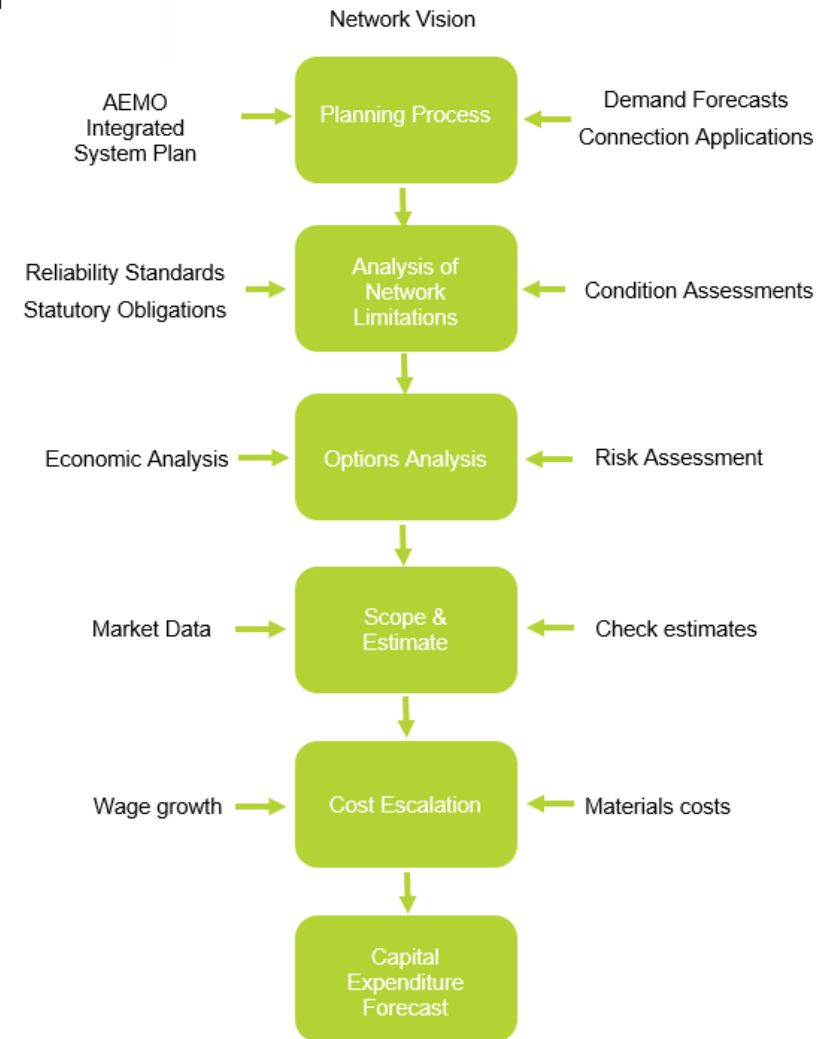 Network Vision
AEMO
Integrated
System Plan
Planning Process
Demand Forecasts
Connection Applications
Reliability Standards
Statutory Obligations
Analysis of
Network
Limitations
Condition Assessments
Economic Analysis
Options Analysis
Risk Assessment
Market Data
Scope &
Estimate
Check estimates
Wage growth
Cost Escalation
Materials costs
Capital
Expenditure
Forecast